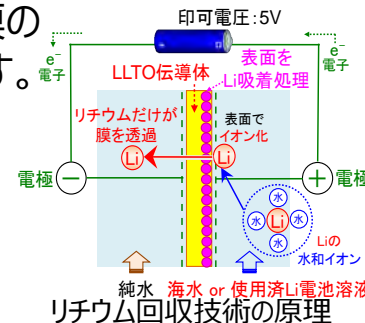 膜の
す。
印可電圧：5V
e⁻
電子
e⁻
電子
LLTO伝導体
表面を
Li吸着処理
リチウムだけが
膜を透過
表面で
イオン化
Li
Li
電極
−
＋
電極
水
水
Li
水
水
Liの
水和イオン
純水
海水 or 使用済Li電池溶液
リチウム回収技術の原理